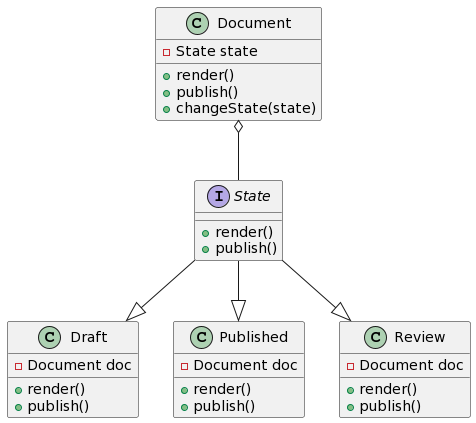 C Document
State state
render()
publish()
changeState(state)
I State
render()
publish()
C Draft
Document doc
render()
publish()
C Published
Document doc
render()
publish()
C Review
Document doc
render()
publish()